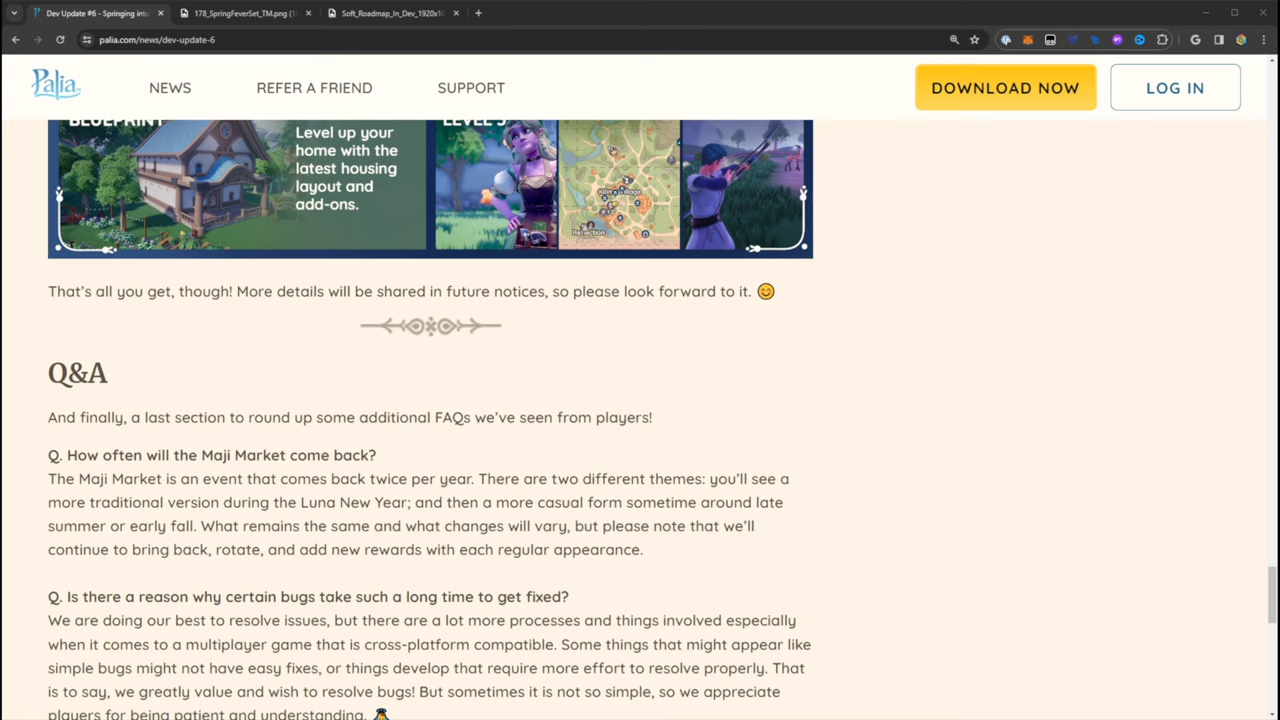 Dev Update #6 - Springing into
178_SpringFeverSet_TM.png (1
Soft_Roadmap_In_Dev_1920x10
palia.com/news/dev-update-6
Palia
NEWS
REFER A FRIEND
SUPPORT
DOWNLOAD NOW
LOG IN
BLUEPRINT
Level up your
home with the
latest housing
layout and
add-ons.
LEVEL 5
Kilima Village
That's all you get, though! More details will be shared in future notices, so please look forward to it. 😊
Q&A
And finally, a last section to round up some additional FAQs we've seen from players!
Q. How often will the Maji Market come back?
The Maji Market is an event that comes back twice per year. There are two different themes: you'll see a
more traditional version during the Luna New Year; and then a more casual form sometime around late
summer or early fall. What remains the same and what changes will vary, but please note that we'll
continue to bring back, rotate, and add new rewards with each regular appearance.
Q. Is there a reason why certain bugs take such a long time to get fixed?
We are doing our best to resolve issues, but there are a lot more processes and things involved especially
when it comes to a multiplayer game that is cross-platform compatible. Some things that might appear like
simple bugs might not have easy fixes, or things develop that require more effort to resolve properly. That
is to say, we greatly value and wish to resolve bugs! But sometimes it is not so simple, so we appreciate
players for being patient and understanding.